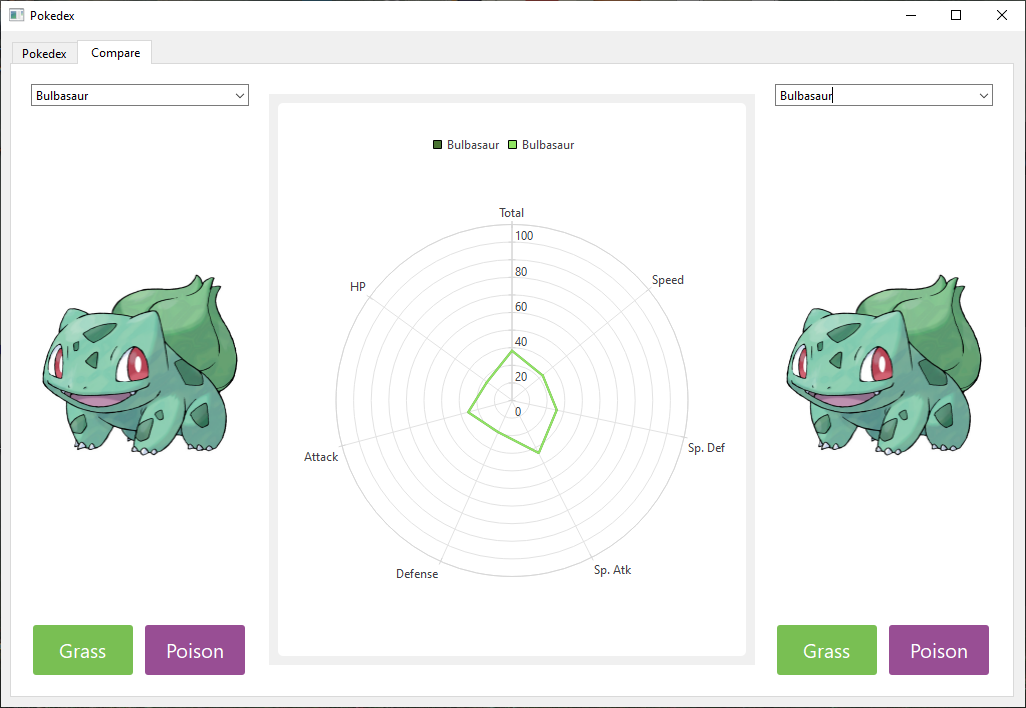 Pokedex
Pokedex Compare
Bulbasaur
Bulbasaur
Bulbasaur Bulbasaur
Total
100
Speed
80
HP
60
40
20
0
Sp. Def
Attack
Sp. Atk
Defense
Grass Poison
Grass Poison